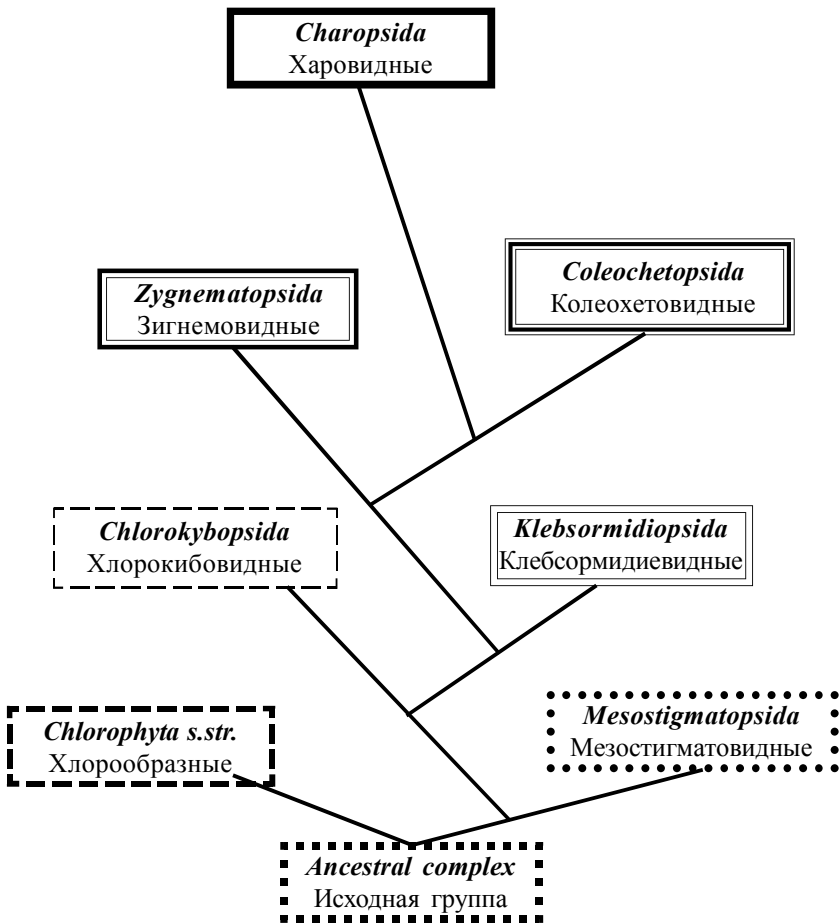 Charopsida
Харовидные
Zygnematopsida
Зигнемовидные
Coleochetopsida
Колеохетовидные
Chlorokybopsida
Хлорокибовидные
Klebsormidiopsida
Клебсормидиевидные
Chlorophyta s.str.
Хлорообразные
Mesostigmatopsida
Мезостигматовидные
Ancestral complex
Исходная группа